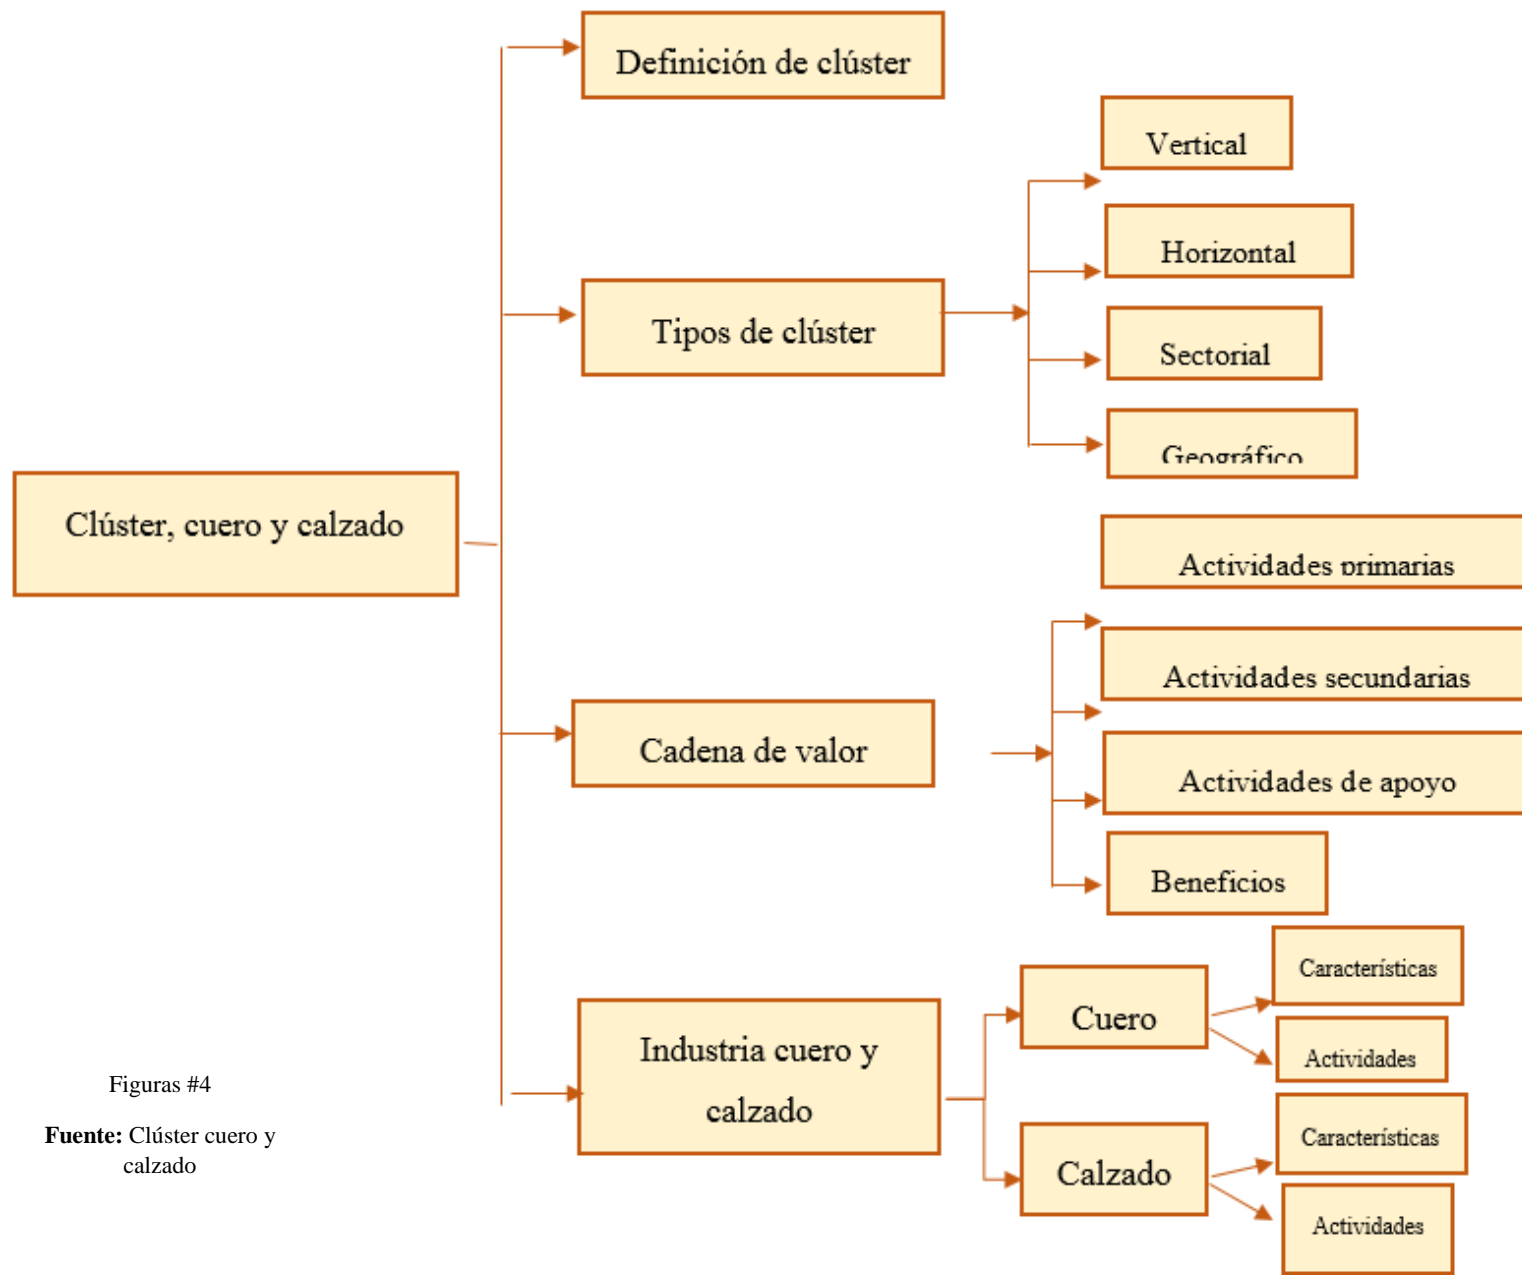 Definición de clúster
Vertical
Horizontal
Tipos de clúster
Sectorial
Geográfico
Clúster, cuero y calzado
Actividades primarias
Actividades secundarias
Cadena de valor
Actividades de apoyo
Beneficios
Industria cuero y
calzado
Cuero
Características
Actividades
Calzado
Características
Actividades
Figuras #4
Fuente: Clúster cuero y
calzado